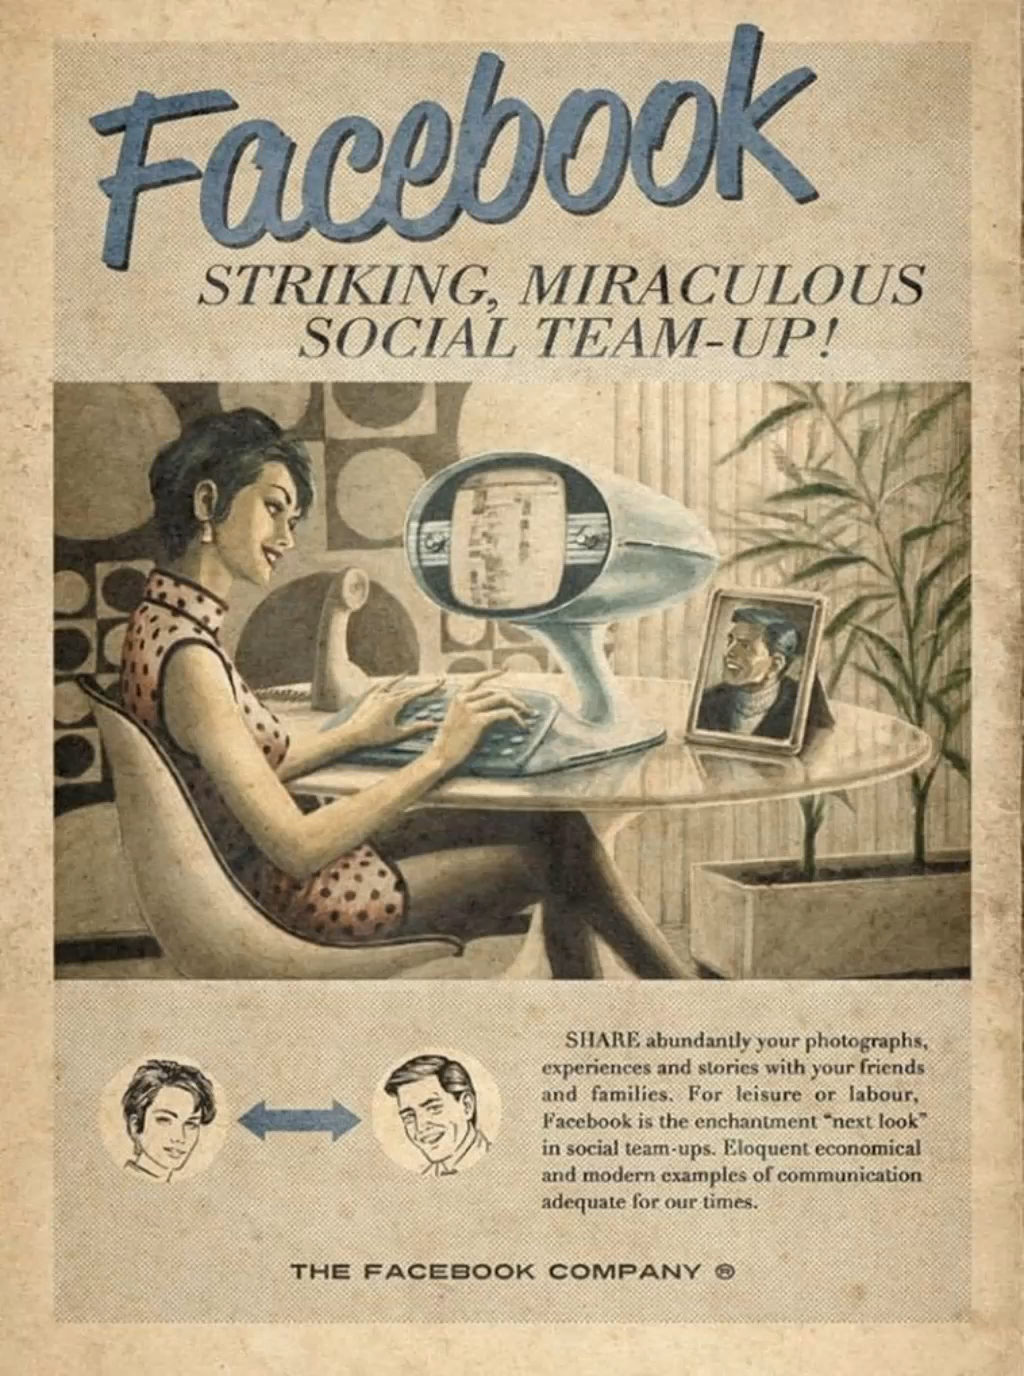 Facebook
STRIKING, MIRACULOUS
SOCIAL TEAM-UP!
SHARE abundantly your photographs,
experiences and stories with your friends
and families. For leisure or labour,
Facebook is the enchantment "next look"
in social team-ups. Eloquent economical
and modern examples of communication
adequate for our times.
THE FACEBOOK COMPANY ®